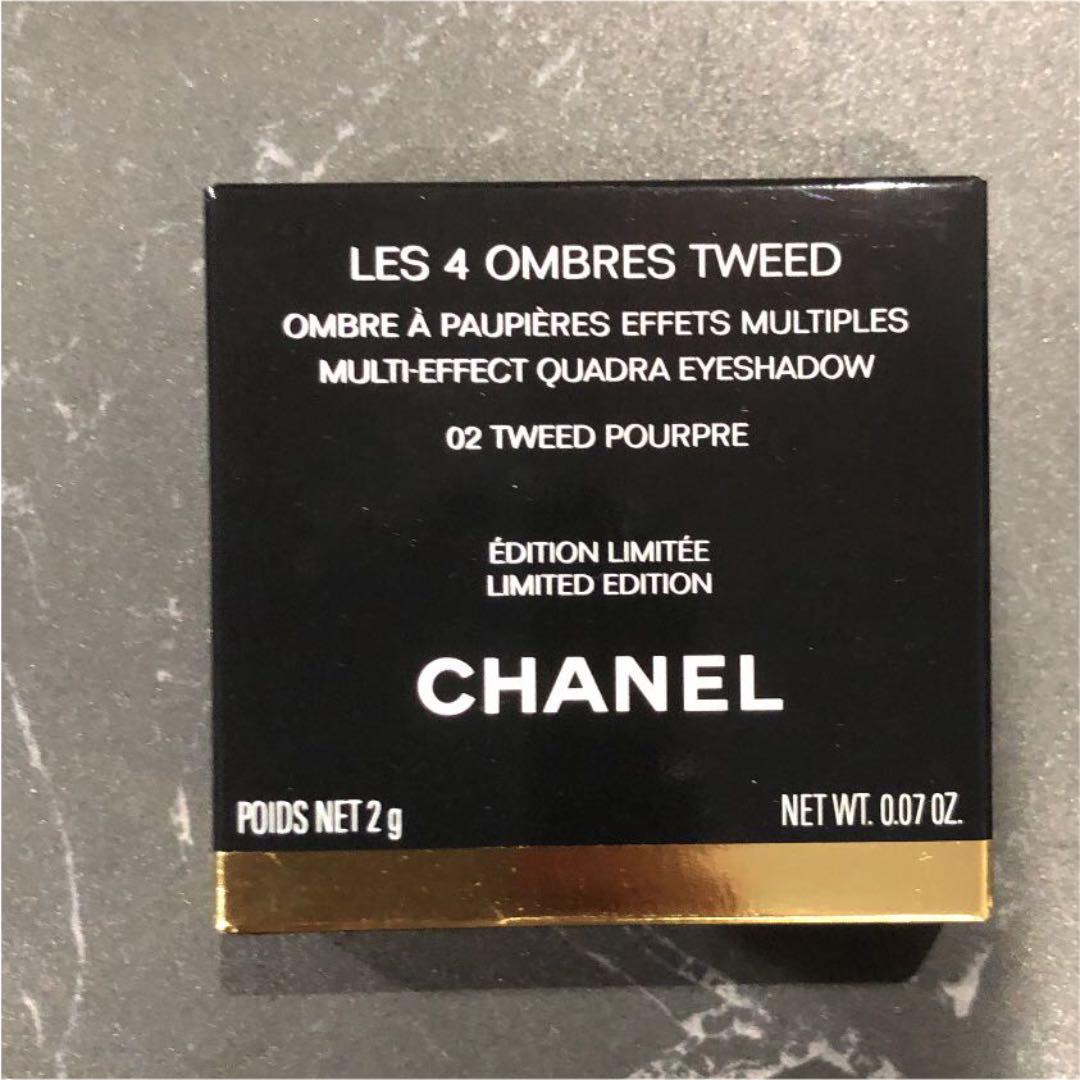 LES 4 OMBRES TWEED
OMBRE À PAUPIÈRES EFFETS MULTIPLES
MULTI-EFFECT QUADRA EYESHADOW
02 TWEED POURPRE
ÉDITION LIMITÉE
LIMITED EDITION
CHANEL
POIDS NET 2 g
NET WT. 0.07 OZ.